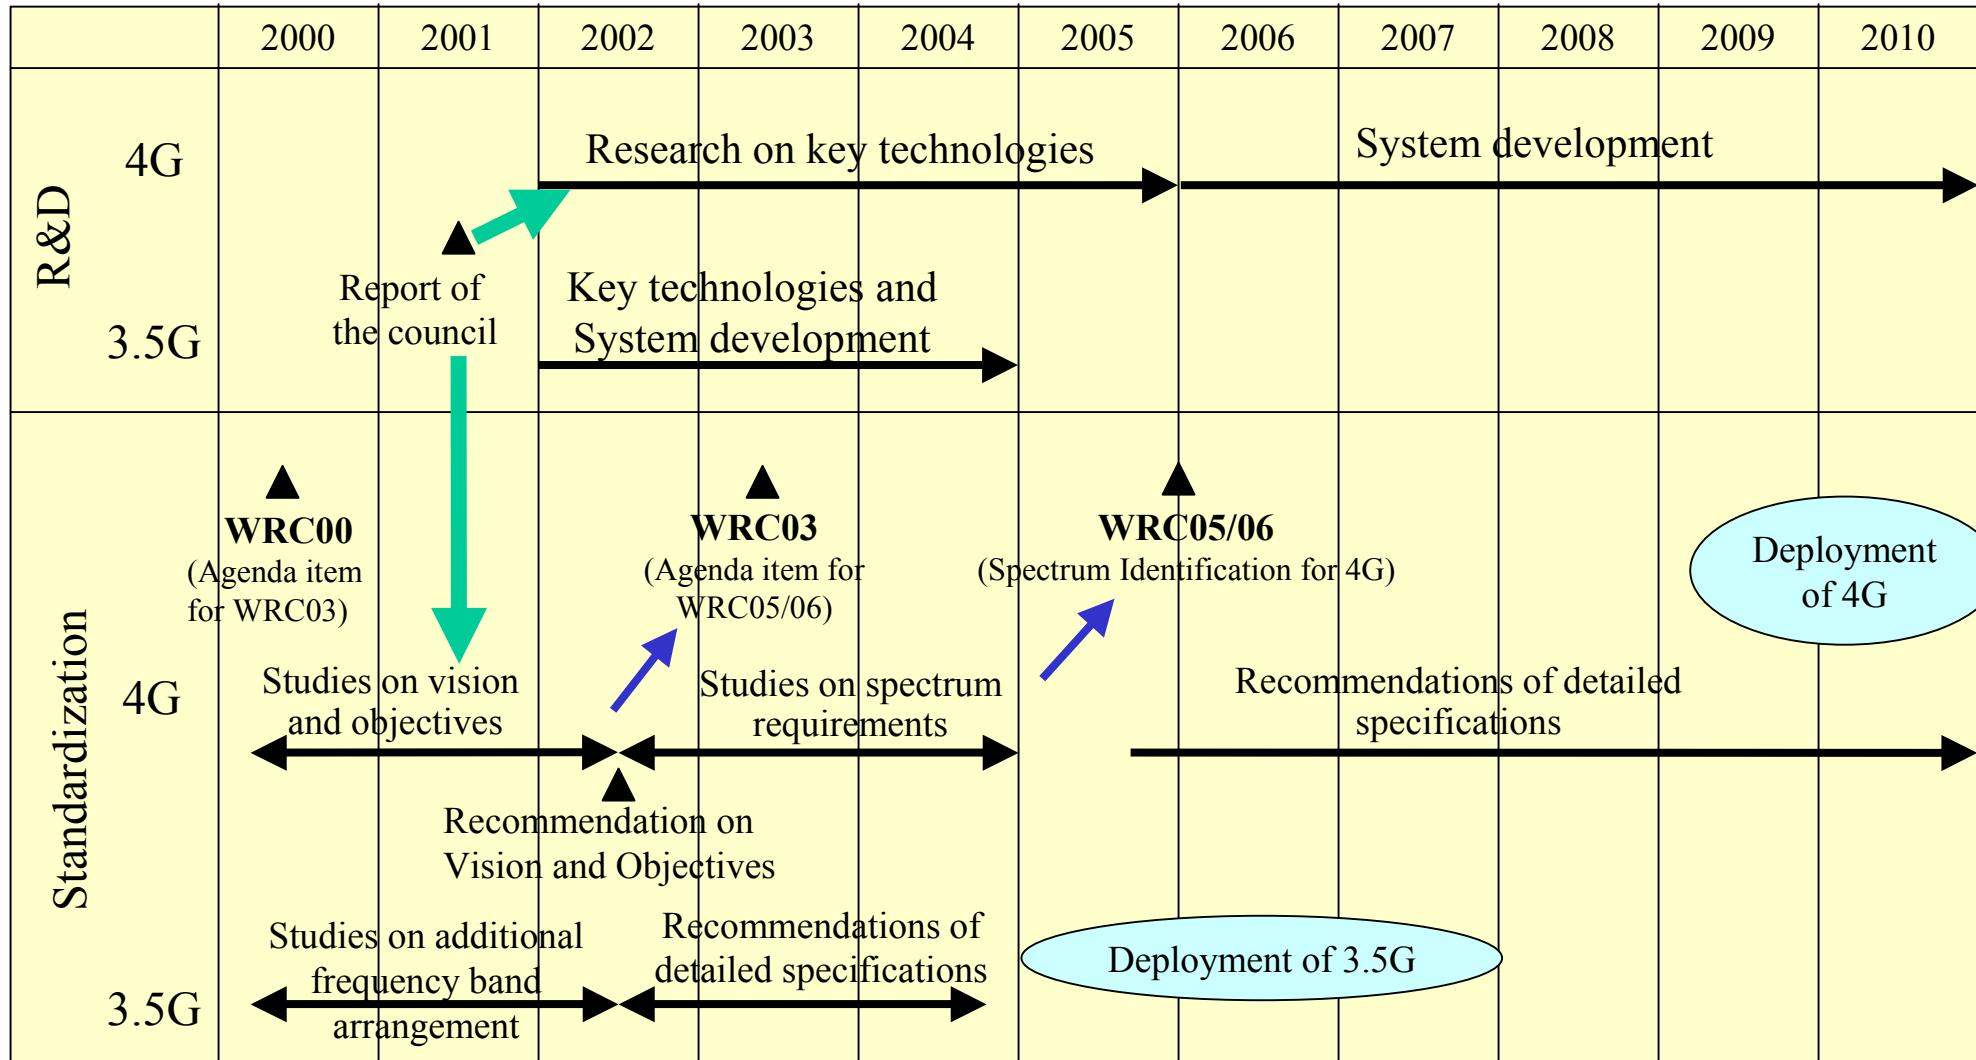 2000 2001 2002 2003 2004 2005 2006 2007 2008 2009 2010
R&D
4G
Research on key technologies
System development
Report of
the council
3.5G
Key technologies and
System development
Standardization
WRC00
(Agenda item
for WRC03)
WRC03
(Agenda item for
WRC05/06)
WRC05/06
(Spectrum Identification for 4G)
Deployment
of 4G
4G
Studies on vision
and objectives
Studies on spectrum
requirements
Recommendations of detailed
specifications
Recommendation on
Vision and Objectives
3.5G
Studies on additional
frequency band
arrangement
Recommendations of
detailed specifications
Deployment of 3.5G